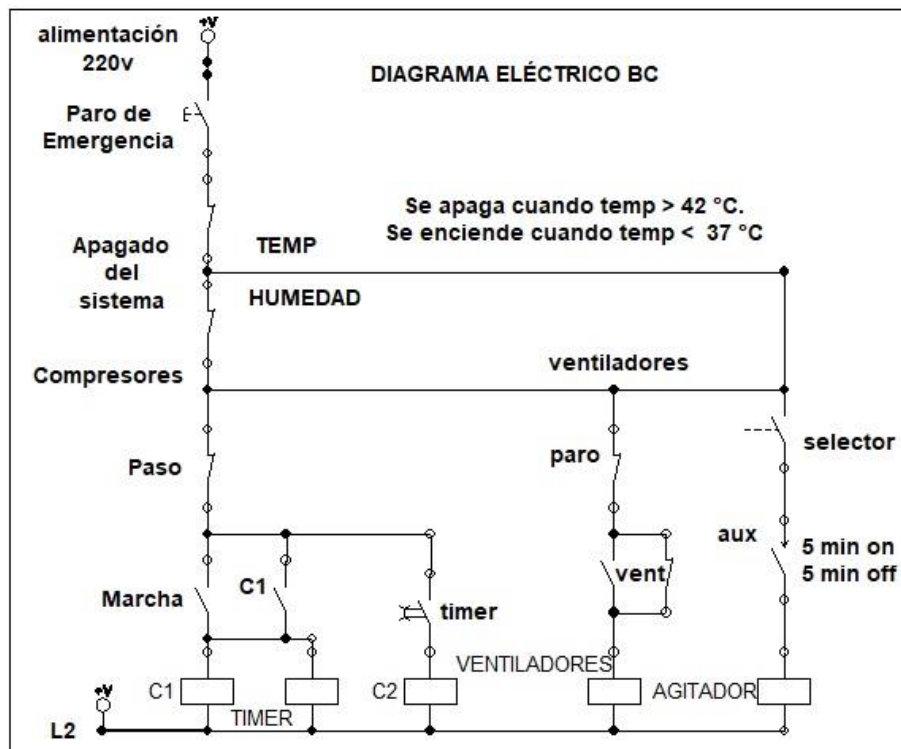 +V
alimentación
220v
DIAGRAMA ELÉCTRICO BC
Paro de
Emergencia
Se apaga cuando temp > 42 °C.
Se enciende cuando temp < 37 °C
Apagado
del
sistema
TEMP
HUMEDAD
Compresores
ventiladores
selector
Paso
paro
aux
5 min on
5 min off
Marcha
C1
timer
vent
VENTILADORES
+V
C1
TIMER
C2
AGITADOR
L2